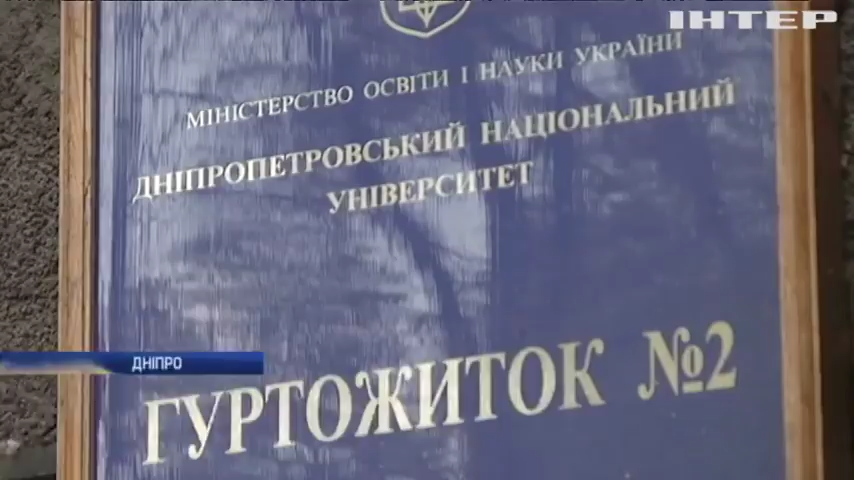 ІНТЕР
МІНІСТЕРСТВО ОСВІТИ І НАУКИ УКРАЇНИ
ДНІПРОПЕТРОВСЬКИЙ НАЦІОНАЛЬНИЙ
УНІВЕРСИТЕТ
ДНІПРО
ГУРТОЖИТОК №2